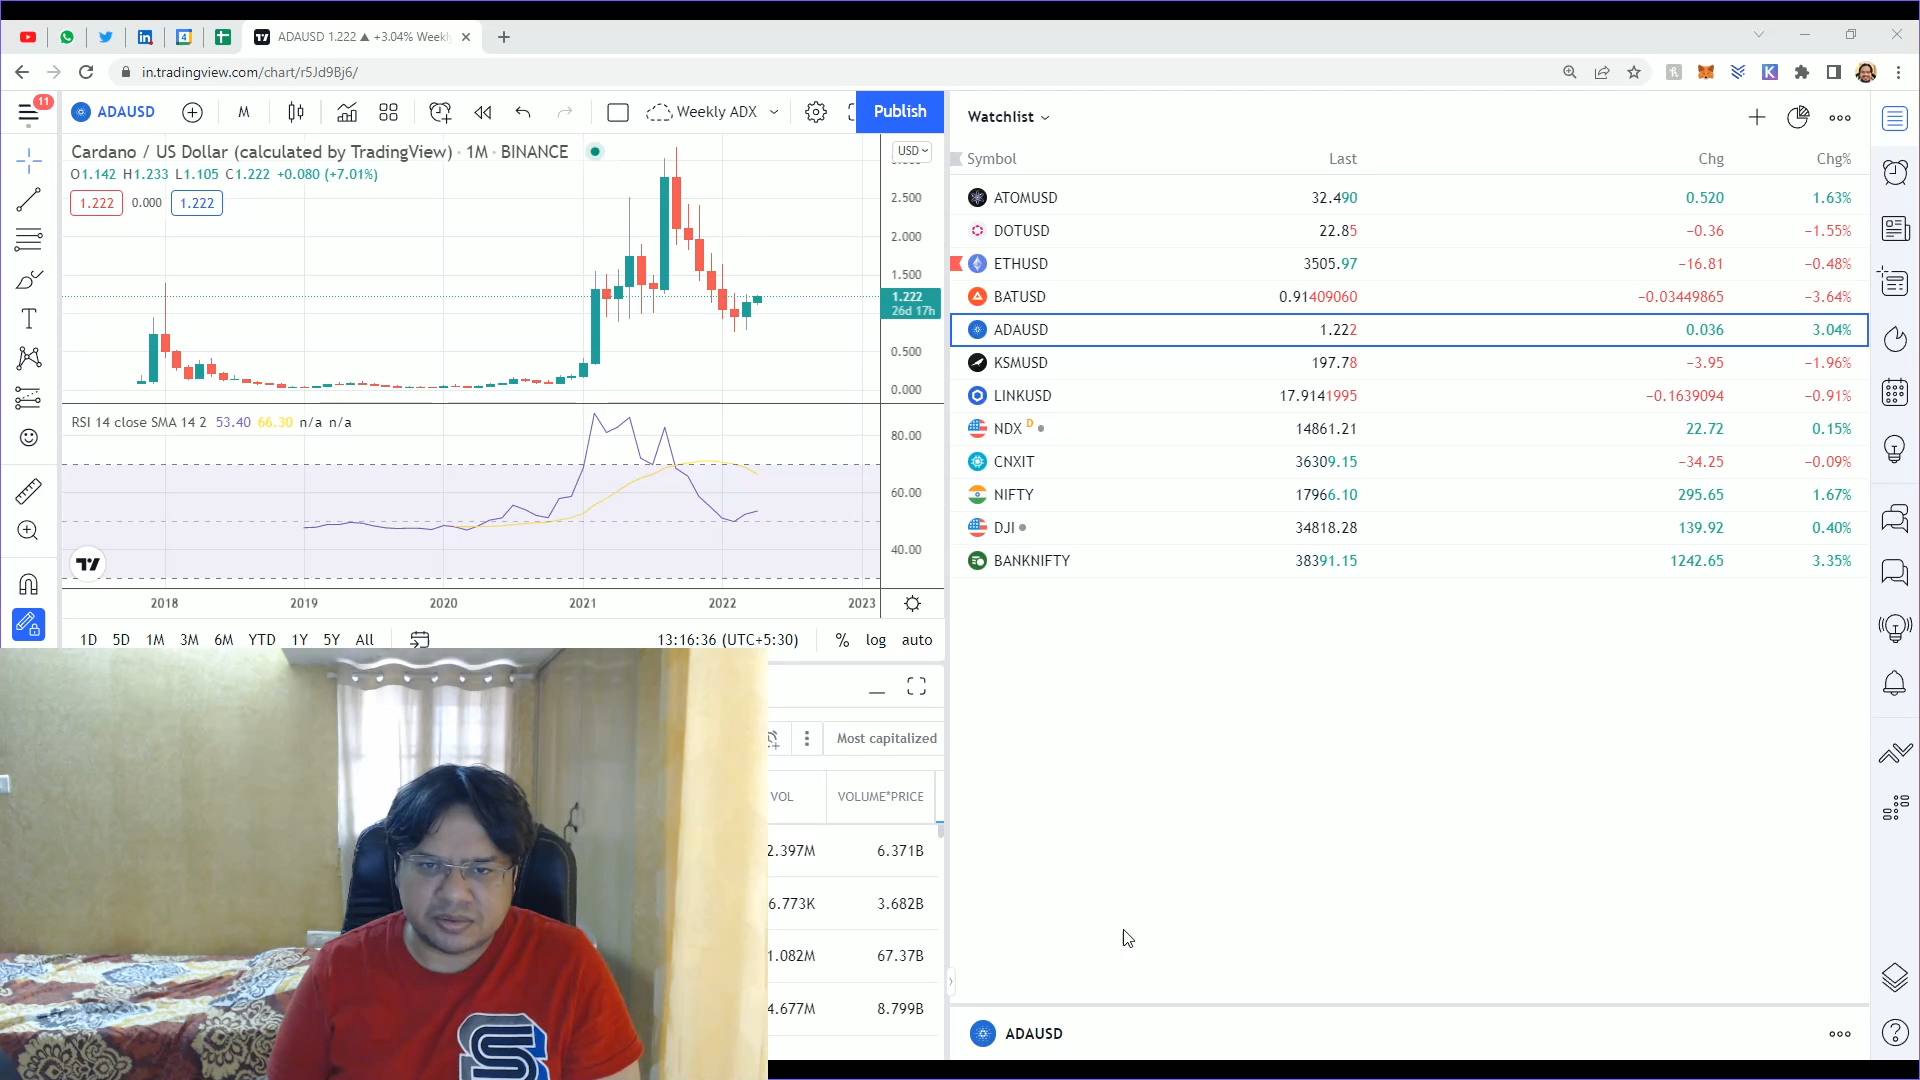 ADAUSD 1.222 ▲ +3.04% Weekl
in.tradingview.com/chart/r5Jd9Bj6/
11
ADAUSD
M
Weekly ADX
Publish
Cardano / US Dollar (calculated by TradingView) · 1M · BINANCE
USD
O1.142 H1.233 L1.105 C1.222 +0.080 (+7.01%)
1.222 0.000 1.222
2.500
2.000
1.500
1.222
26d 17h
0.500
0.000
RSI 14 close SMA 14 2 53.40 66.30 n/a n/a
80.00
60.00
40.00
2018 2019 2020 2021 2022 2023
1D 5D 1M 3M 6M YTD 1Y 5Y All
13:16:36 (UTC+5:30) % log auto
Most capitalized
VOL VOLUME*PRICE
2.397M 6.371B
6.773K 3.682B
1.082M 67.37B
4.677M 8.799B
Watchlist
Symbol Last Chg Chg%
ATOMUSD 32.490 0.520 1.63%
DOTUSD 22.85 −0.36 −1.55%
ETHUSD 3505.97 −16.81 −0.48%
BATUSD 0.91409060 −0.03449865 −3.64%
ADAUSD 1.222 0.036 3.04%
KSMUSD 197.78 −3.95 −1.96%
LINKUSD 17.9141995 −0.1639094 −0.91%
NDX D 14861.21 22.72 0.15%
CNXIT 36309.15 −34.25 −0.09%
NIFTY 17966.10 295.65 1.67%
DJI 34818.28 139.92 0.40%
BANKNIFTY 38391.15 1242.65 3.35%
ADAUSD